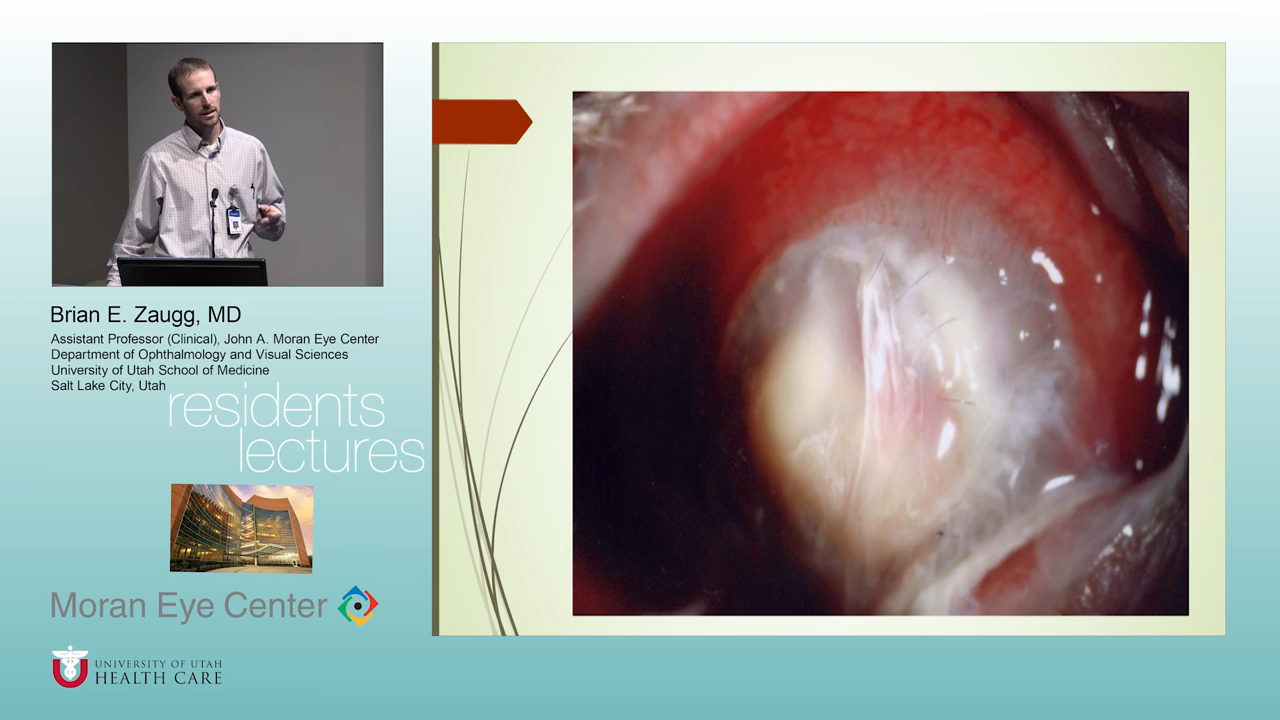 Brian E. Zaugg, MD
Assistant Professor (Clinical), John A. Moran Eye Center
Department of Ophthalmology and Visual Sciences
University of Utah School of Medicine
Salt Lake City, Utah
residents
lectures
Moran Eye Center
UNIVERSITY OF UTAH
HEALTH CARE